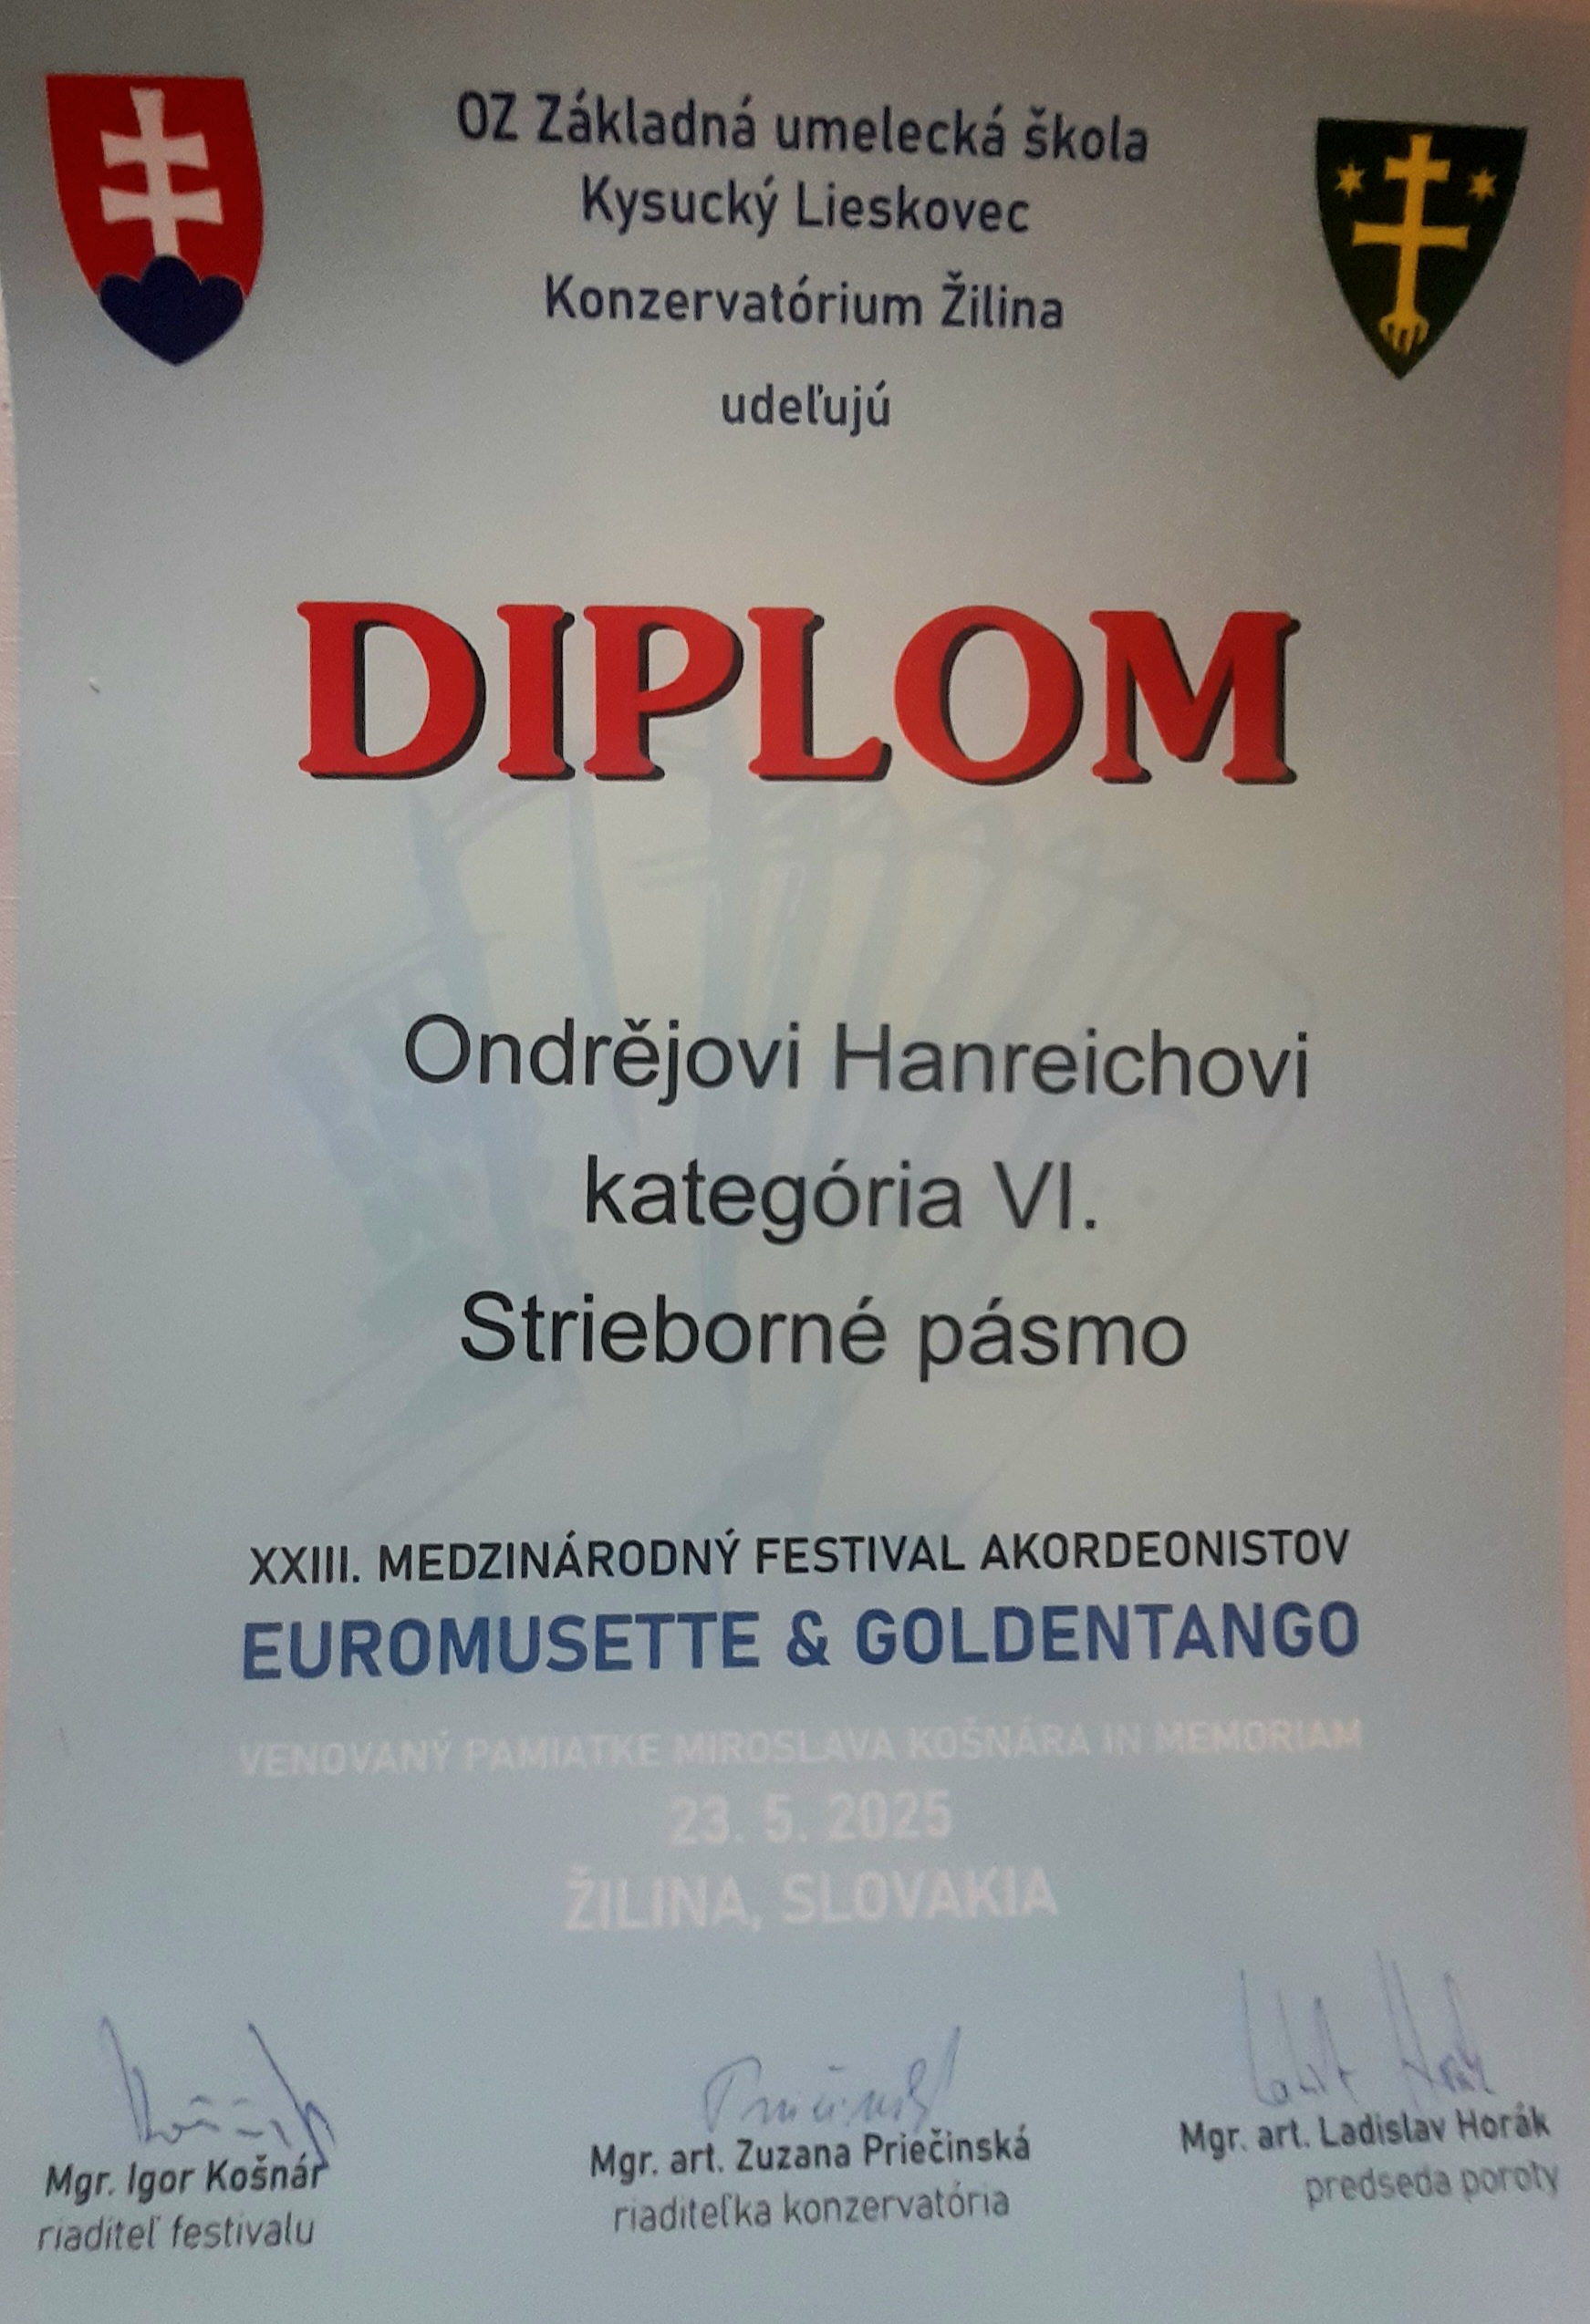 OZ Základná umelecká škola
Kysucký Lieskovec
Konzervatórium Žilina
udeľujú
DIPLOM
Ondrějovi Hanreichovi
kategória VI.
Strieborné pásmo
XXIII. MEDZINÁRODNÝ FESTIVAL AKORDEONISTOV
EUROMUSETTE & GOLDENTANGO
VENOVANÝ PAMIATKE MIROSLAVA KOŠNÁRA IN MEMORIAM
23. 5. 2025
ŽILINA, SLOVAKIA
Mgr. Igor Košnár
riaditeľ festivalu
Mgr. art. Zuzana Priečinská
riaditeľka konzervatória
Mgr. art. Ladislav Horák
predseda poroty